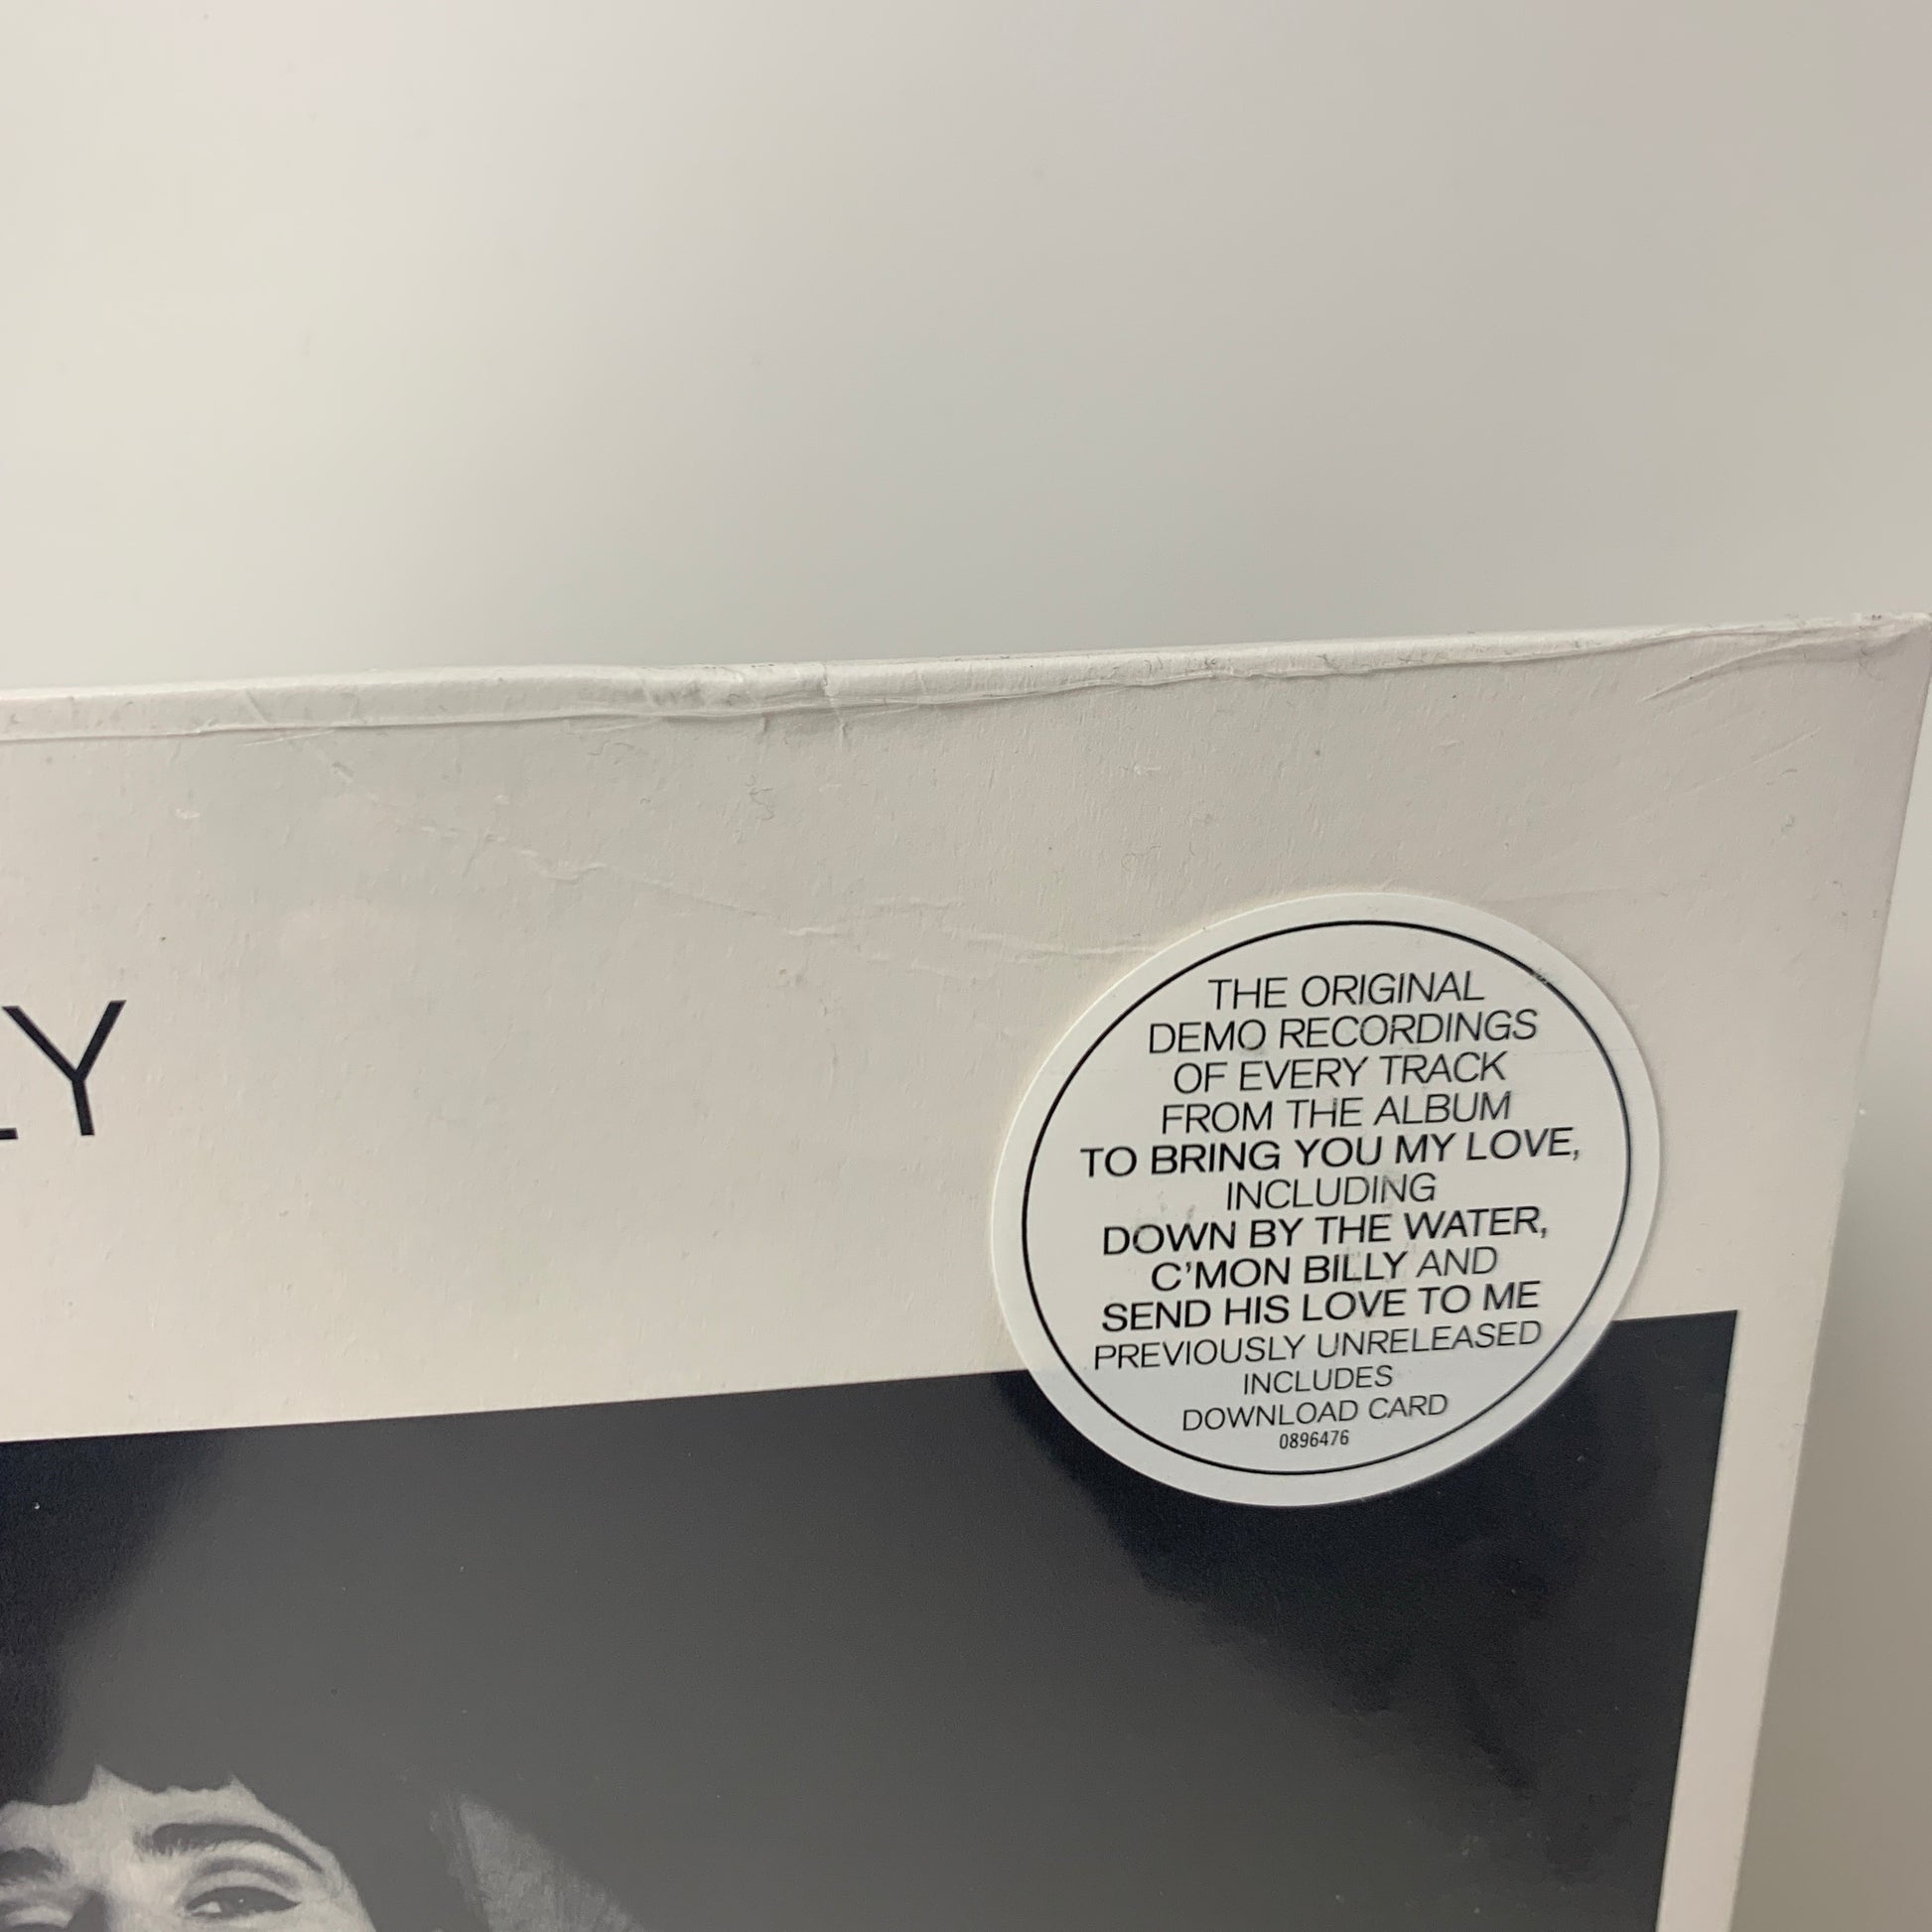 LY
THE ORIGINAL
DEMO RECORDINGS
OF EVERY TRACK
FROM THE ALBUM
TO BRING YOU MY LOVE,
INCLUDING
DOWN BY THE WATER,
C'MON BILLY AND
SEND HIS LOVE TO ME
PREVIOUSLY UNRELEASED
INCLUDES
DOWNLOAD CARD
0896476